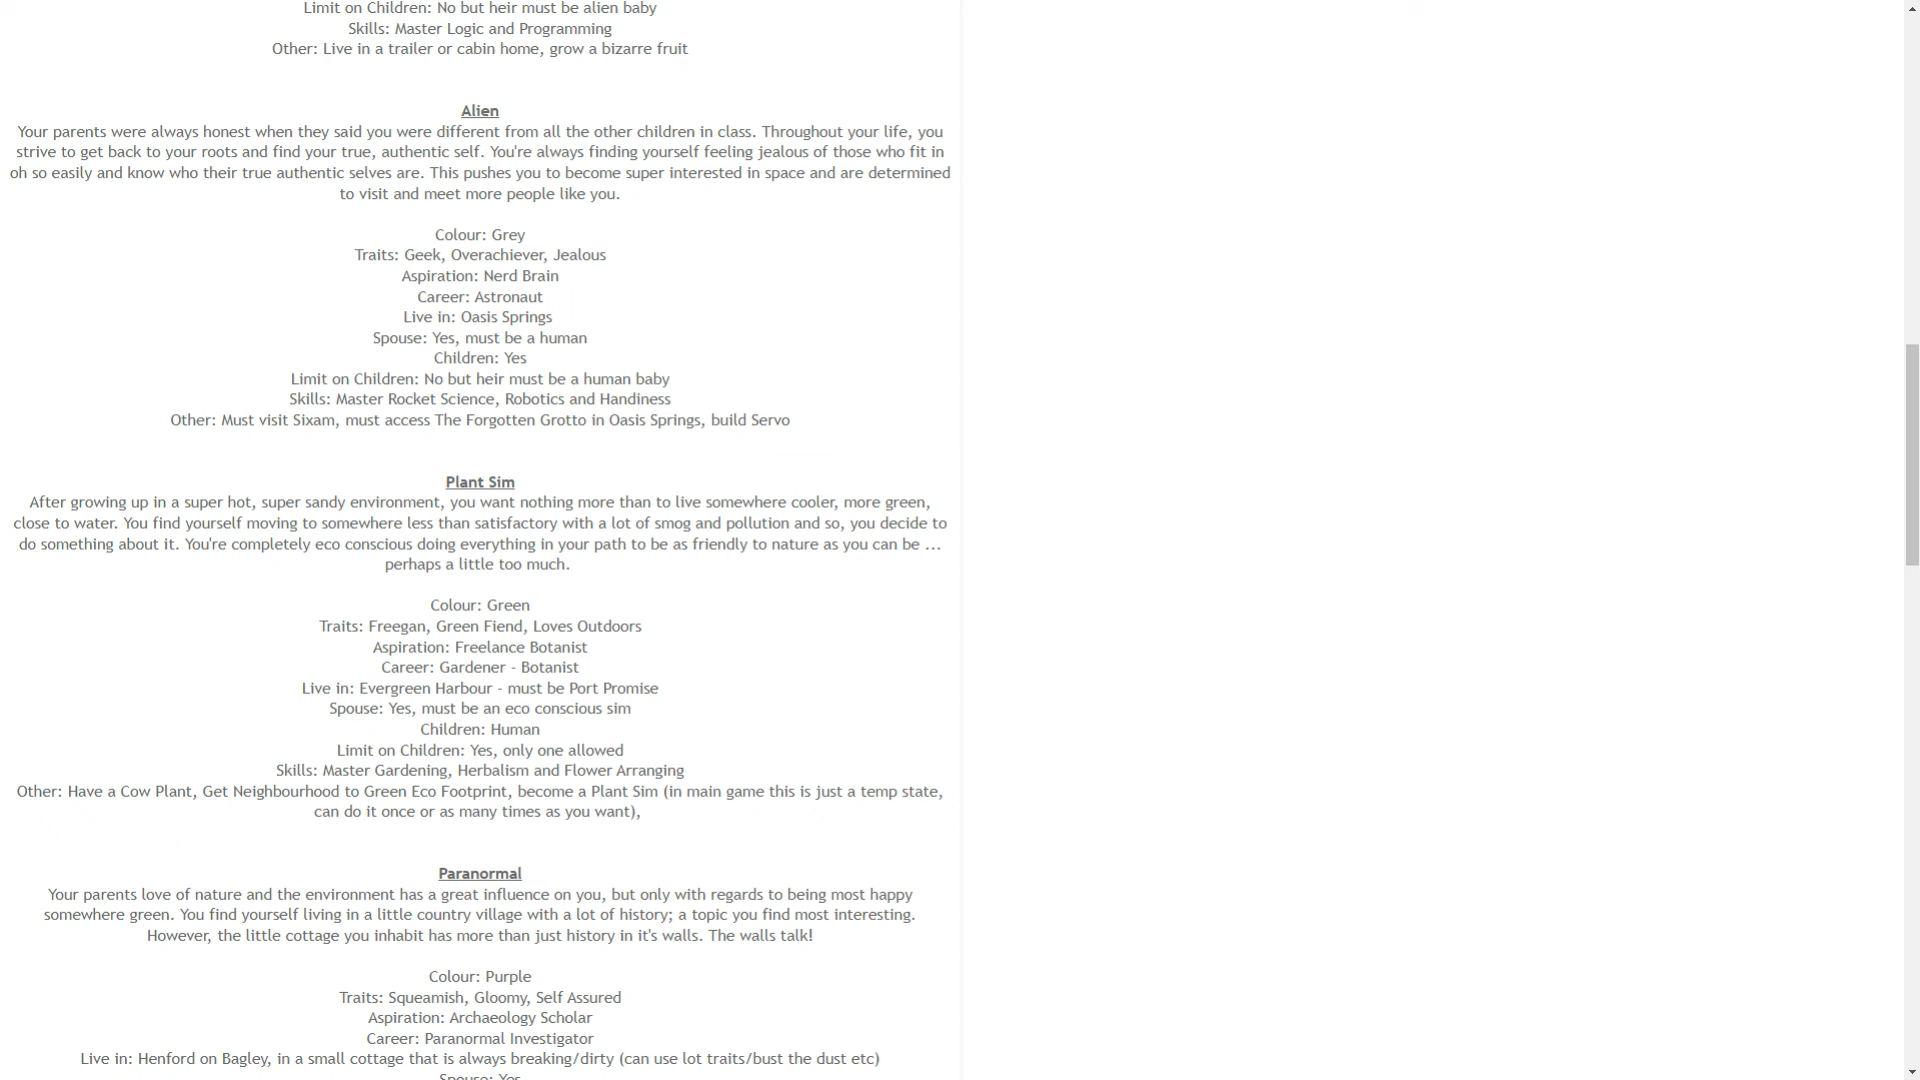 Limit on Children: No but heir must be alien baby
Skills: Master Logic and Programming
Other: Live in a trailer or cabin home, grow a bizarre fruit
Alien
Your parents were always honest when they said you were different from all the other children in class. Throughout your life, you
strive to get back to your roots and find your true, authentic self. You're always finding yourself feeling jealous of those who fit in
oh so easily and know who their true authentic selves are. This pushes you to become super interested in space and are determined
to visit and meet more people like you.
Colour: Grey
Traits: Geek, Overachiever, Jealous
Aspiration: Nerd Brain
Career: Astronaut
Live in: Oasis Springs
Spouse: Yes, must be a human
Children: Yes
Limit on Children: No but heir must be a human baby
Skills: Master Rocket Science, Robotics and Handiness
Other: Must visit Sixam, must access The Forgotten Grotto in Oasis Springs, build Servo
Plant Sim
After growing up in a super hot, super sandy environment, you want nothing more than to live somewhere cooler, more green,
close to water. You find yourself moving to somewhere less than satisfactory with a lot of smog and pollution and so, you decide to
do something about it. You're completely eco conscious doing everything in your path to be as friendly to nature as you can be ...
perhaps a little too much.
Colour: Green
Traits: Freegan, Green Fiend, Loves Outdoors
Aspiration: Freelance Botanist
Career: Gardener - Botanist
Live in: Evergreen Harbour - must be Port Promise
Spouse: Yes, must be an eco conscious sim
Children: Human
Limit on Children: Yes, only one allowed
Skills: Master Gardening, Herbalism and Flower Arranging
Other: Have a Cow Plant, Get Neighbourhood to Green Eco Footprint, become a Plant Sim (in main game this is just a temp state,
can do it once or as many times as you want),
Paranormal
Your parents love of nature and the environment has a great influence on you, but only with regards to being most happy
somewhere green. You find yourself living in a little country village with a lot of history; a topic you find most interesting.
However, the little cottage you inhabit has more than just history in it's walls. The walls talk!
Colour: Purple
Traits: Squeamish, Gloomy, Self Assured
Aspiration: Archaeology Scholar
Career: Paranormal Investigator
Live in: Henford on Bagley, in a small cottage that is always breaking/dirty (can use lot traits/bust the dust etc)
Spouse: Yes